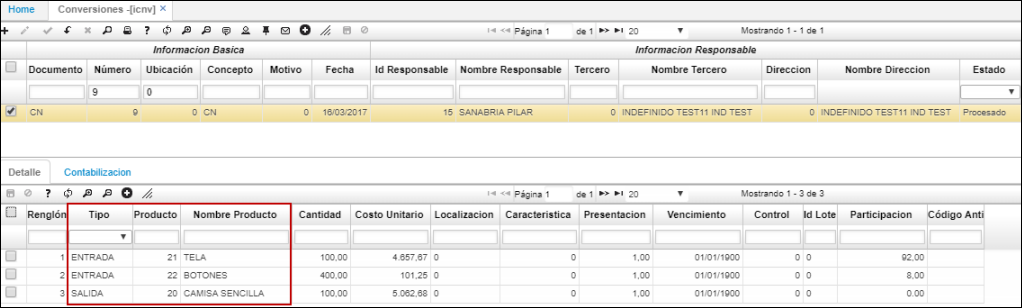 Home Conversiones -[icnv] ×
Página 1 de 1 20 Mostrando 1 - 1 de 1
Informacion Basica Informacion Responsable
Documento Número Ubicación Concepto Motivo Fecha Id Responsable Nombre Responsable Tercero Nombre Tercero Direccion Nombre Direccion Estado
9 0
CN 9 0 CN 0 16/03/2017 15 SANABRIA PILAR 0 INDEFINIDO TEST11 IND TEST 0 INDEFINIDO TEST11 IND TEST Procesado
Detalle Contabilizacion
Página 1 de 1 20 Mostrando 1 - 3 de 3
Renglón Tipo Producto Nombre Producto Cantidad Costo Unitario Localizacion Caracteristica Presentacion Vencimiento Control Id Lote Participacion Código Anti
1 ENTRADA 21 TELA 100,00 4.657,67 0 0 1,00 01/01/1900 0 0 92,00
2 ENTRADA 22 BOTONES 400,00 101,25 0 0 1,00 01/01/1900 0 0 8,00
3 SALIDA 20 CAMISA SENCILLA 100,00 5.062,68 0 0 1,00 01/01/1900 0 0 0.00